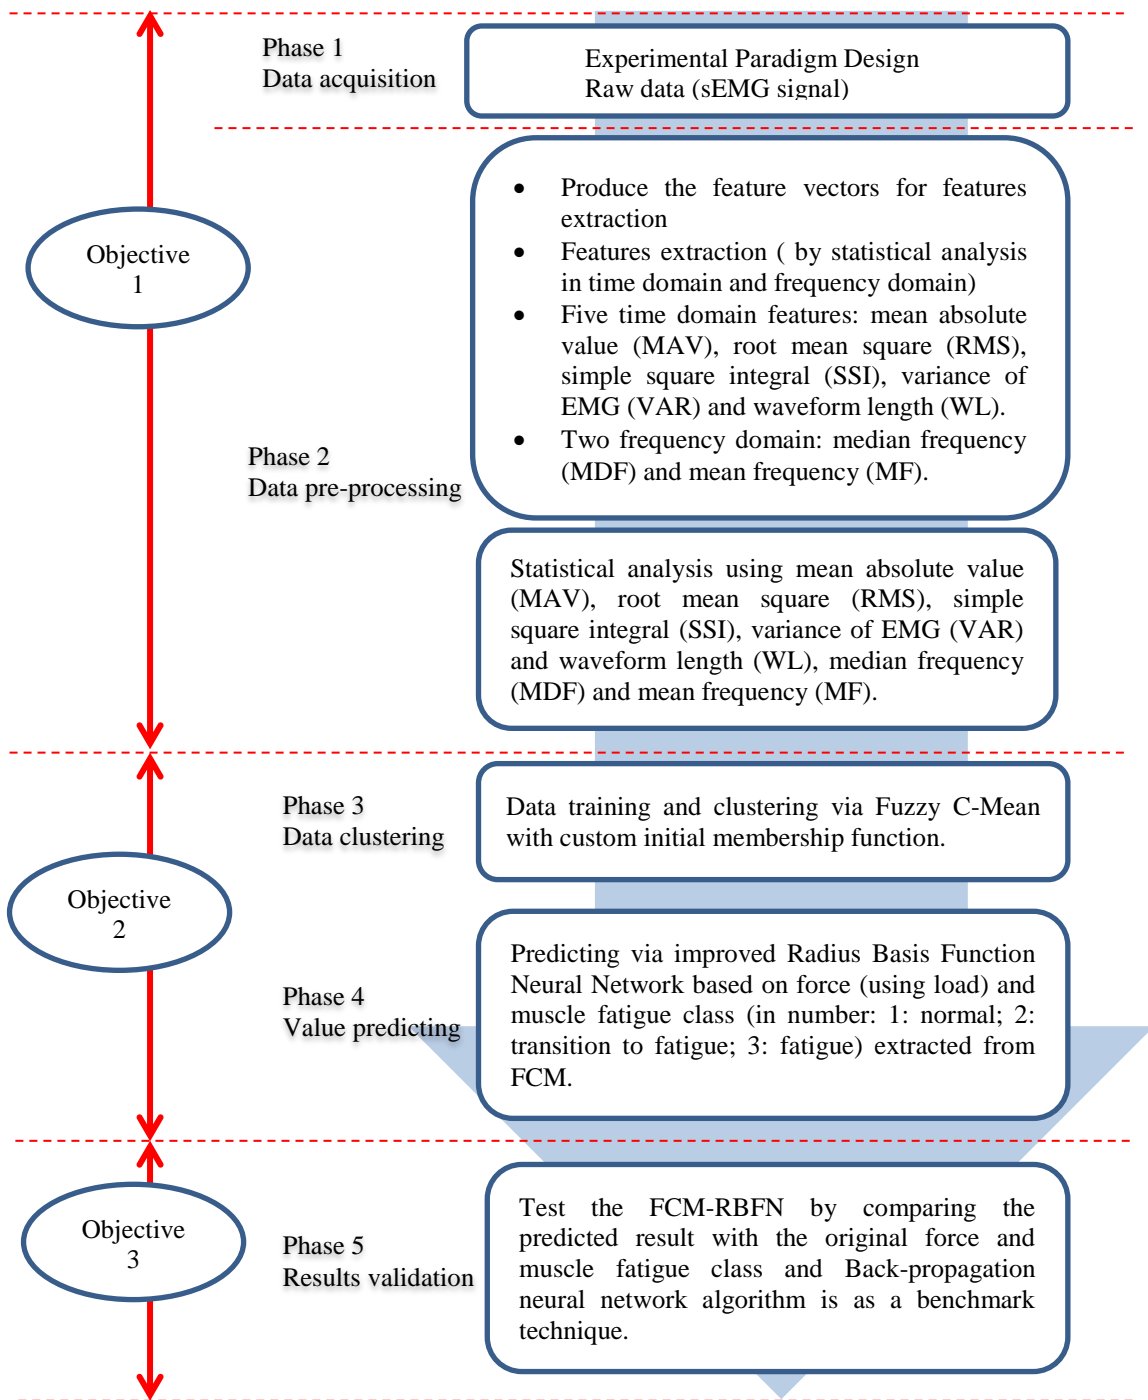 Phase 1
Data acquisition
Experimental Paradigm Design
Raw data (sEMG signal)
Objective
1
Phase 2
Data pre-processing
• Produce the feature vectors for features
extraction
• Features extraction ( by statistical analysis
in time domain and frequency domain)
• Five time domain features: mean absolute
value (MAV), root mean square (RMS),
simple square integral (SSI), variance of
EMG (VAR) and waveform length (WL).
• Two frequency domain: median frequency
(MDF) and mean frequency (MF).
Statistical analysis using mean absolute value
(MAV), root mean square (RMS), simple
square integral (SSI), variance of EMG (VAR)
and waveform length (WL), median frequency
(MDF) and mean frequency (MF).
Phase 3
Data clustering
Data training and clustering via Fuzzy C-Mean
with custom initial membership function.
Objective
2
Phase 4
Value predicting
Predicting via improved Radius Basis Function
Neural Network based on force (using load) and
muscle fatigue class (in number: 1: normal; 2:
transition to fatigue; 3: fatigue) extracted from
FCM.
Objective
3
Phase 5
Results validation
Test the FCM-RBFN by comparing the
predicted result with the original force and
muscle fatigue class and Back-propagation
neural network algorithm is as a benchmark
technique.